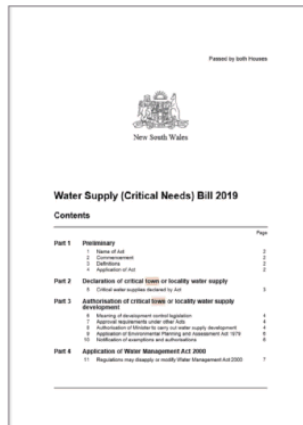 Passed by both Houses
New South Wales
Water Supply (Critical Needs) Bill 2019
Contents
Page
Part 1 Preliminary
1 Name of Act 2
2 Commencement 2
3 Definitions 2
4 Application of Act 2
Part 2 Declaration of critical town or locality water supply
5 Critical water supplies declared by Act 3
Part 3 Authorisation of critical town or locality water supply
development
6 Meaning of development control legislation 4
7 Approval requirements under other Acts 4
8 Authorisation of Minister to carry out water supply development 4
9 Application of Environmental Planning and Assessment Act 1979 6
10 Notification of exemptions and authorisations 6
Part 4 Application of Water Management Act 2000
11 Regulations may disapply or modify Water Management Act 2000 7